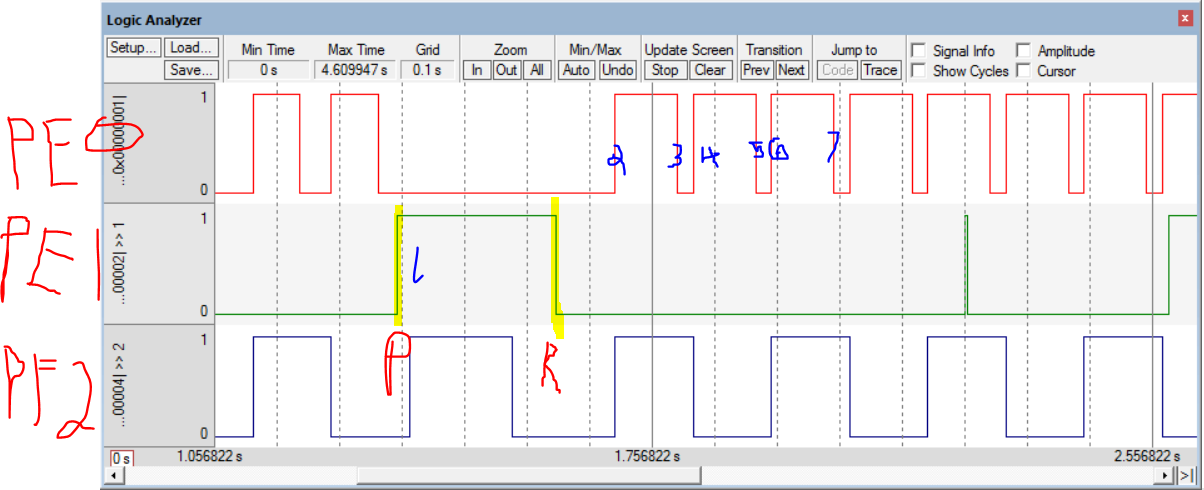 Logic Analyzer
Setup... Load... Min Time Max Time Grid Zoom Min/Max Update Screen Transition Jump to Signal Info Amplitude
Save... 0 s 4.609947 s 0.1 s In Out All Auto Undo Stop Clear Prev Next Code Trace Show Cycles Cursor
PE0
...0x00000001|
1
0
2 3 4 5 6 7
PE1
...00002| >> 1
1
0
1
P R
PF2
...00004| >> 2
1
0
0 s 1.056822 s 1.756822 s 2.556822 s